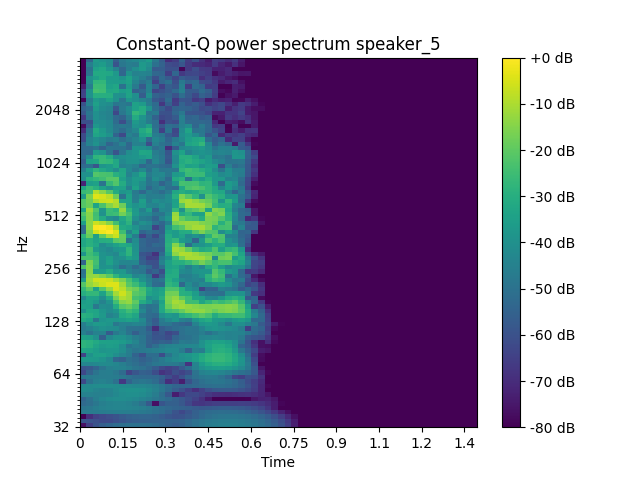 Constant-Q power spectrum speaker_5
+0 dB
-10 dB
-20 dB
-30 dB
-40 dB
-50 dB
-60 dB
-70 dB
-80 dB
Hz
2048
1024
512
256
128
64
32
0 0.15 0.3 0.45 0.6 0.75 0.9 1.1 1.2 1.4
Time